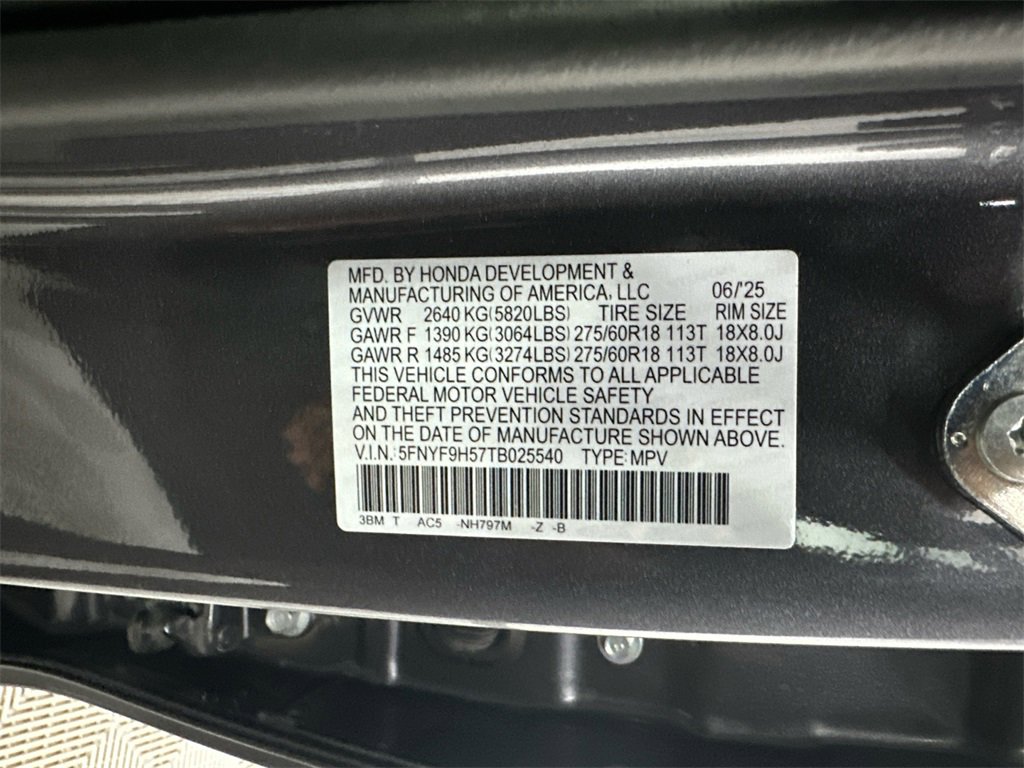 MFD. BY HONDA DEVELOPMENT &
MANUFACTURING OF AMERICA, LLC 06/'25
GVWR 2640 KG(5820LBS) TIRE SIZE RIM SIZE
GAWR F 1390 KG(3064LBS) 275/60R18 113T 18X8.0J
GAWR R 1485 KG(3274LBS) 275/60R18 113T 18X8.0J
THIS VEHICLE CONFORMS TO ALL APPLICABLE
FEDERAL MOTOR VEHICLE SAFETY
AND THEFT PREVENTION STANDARDS IN EFFECT
ON THE DATE OF MANUFACTURE SHOWN ABOVE.
V.I.N.: 5FNYF9H57TB025540 TYPE: MPV
3BM T AC5 -NH797M -Z -B